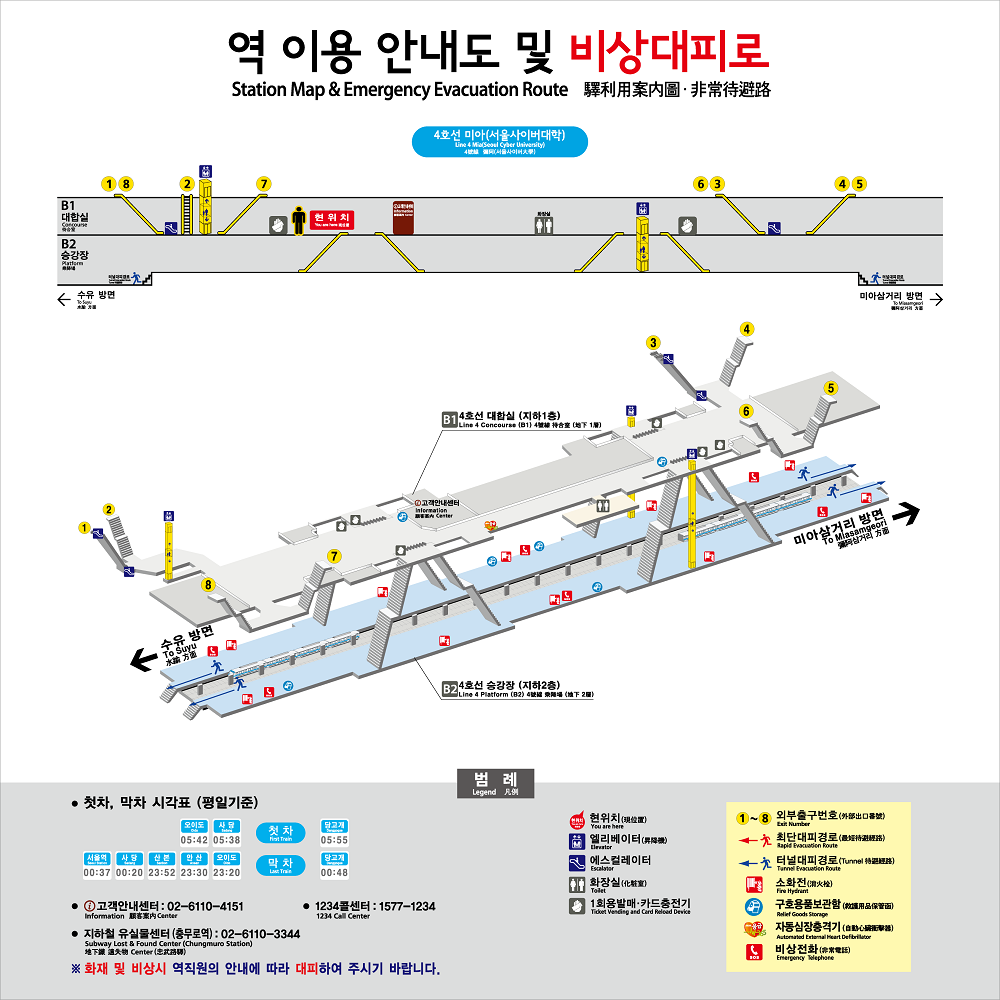 역 이용 안내도 및 비상대피로
Station Map & Emergency Evacuation Route 驛利用案內圖·非常待避路
4호선 미아(서울사이버대학)
Line 4 Mia(Seoul Cyber University)
1 8 2 7 6 3 4 5
B1
대합실
Concourse
待合室
현위치
You are here 現位置
화장실
B2
승강장
Platform
乘降場
터널대피로
터널대피로
수유 방면
To Suyu
水踰 方面
미아삼거리 방면
To Miasamgeori
彌阿삼거리 方面
4
3
5
6
B1 4호선 대합실 (지하1층)
Line 4 Concourse (B1) 4號線 待合室 (地下 1層)
고객안내센터
Information
顧客案內 Center
2
1
7
8
미아삼거리 방면
To Miasamgeori
彌阿삼거리 方面
수유 방면
To Suyu
水踰 方面
B2 4호선 승강장 (지하2층)
Line 4 Platform (B2) 4號線 乘降場 (地下 2層)
범 례
Legend 凡例
• 첫차, 막차 시각표 (평일기준)
오이도 사당 첫 차 당고개
First Train
05:42 05:38 05:55
서울역 사당 산본 안산 오이도 막 차 당고개
Last Train
00:37 00:20 23:52 23:30 23:20 00:48
• 고객안내센터 : 02-6110-4151
Information 顧客案內 Center
• 1234콜센터 : 1577-1234
1234 Call Center
• 지하철 유실물센터 (충무로역) : 02-6110-3344
Subway Lost & Found Center (Chungmuro Station)
地下鐵 遺失物 Center (忠武路驛)
※ 화재 및 비상시 역직원의 안내에 따라 대피하여 주시기 바랍니다.
현위치 현위치(現位置)
You are here
엘리베이터(昇降機)
Elevator
에스컬레이터
Escalator
화장실(化粧室)
Toilet
1회용발매·카드충전기
Ticket Vending and Card Reload Device
1~8 외부출구번호(外部出口番號)
Exit Number
최단대피경로(最短待避經路)
Rapid Evacuation Route
터널대피경로(Tunnel 待避經路)
Tunnel Evacuation Route
소화전(消火栓)
Fire Hydrant
구호용품보관함(救護用品保管函)
Relief Goods Storage
자동심장충격기(自動心臟衝擊器)
Automated External Heart Defibrillator
비상전화(非常電話)
Emergency Telephone